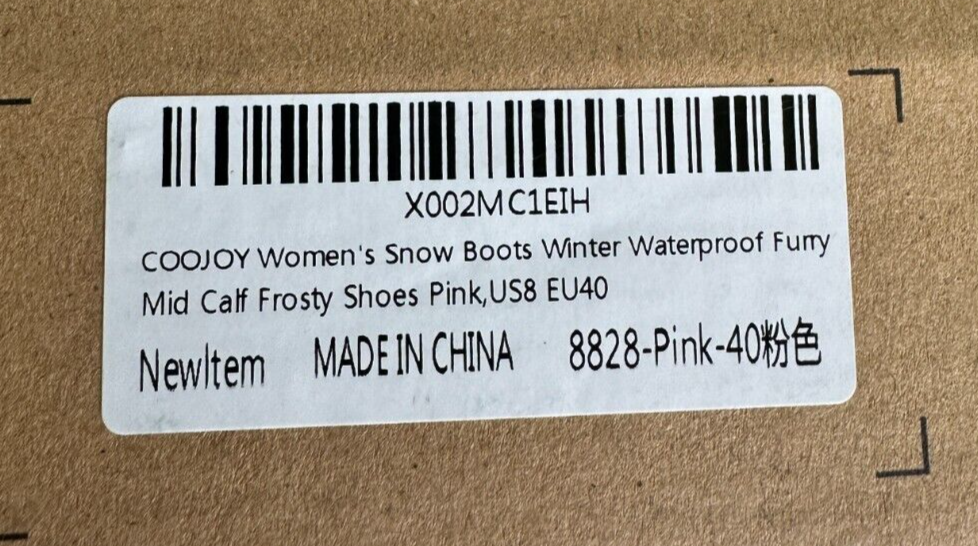 X002MC1EIH
COOJOY Women's Snow Boots Winter Waterproof Furry
Mid Calf Frosty Shoes Pink,US8 EU40
NewItem MADE IN CHINA 8828-Pink-40粉色